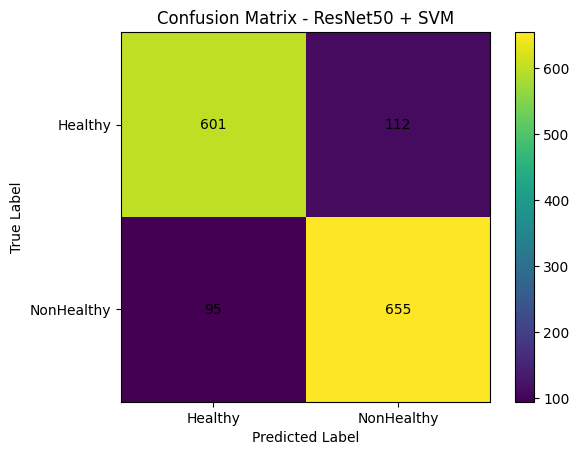 Confusion Matrix - ResNet50 + SVM
True Label
Healthy
601
112
NonHealthy
95
655
Healthy
NonHealthy
Predicted Label
600
500
400
300
200
100